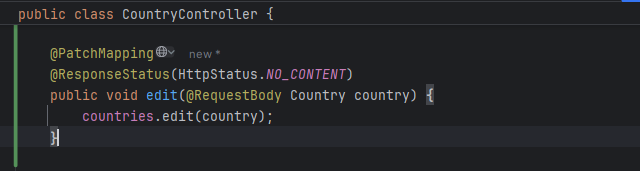 public class CountryController {
@PatchMapping new *
@ResponseStatus(HttpStatus.NO_CONTENT)
public void edit(@RequestBody Country country) {
countries.edit(country);
}